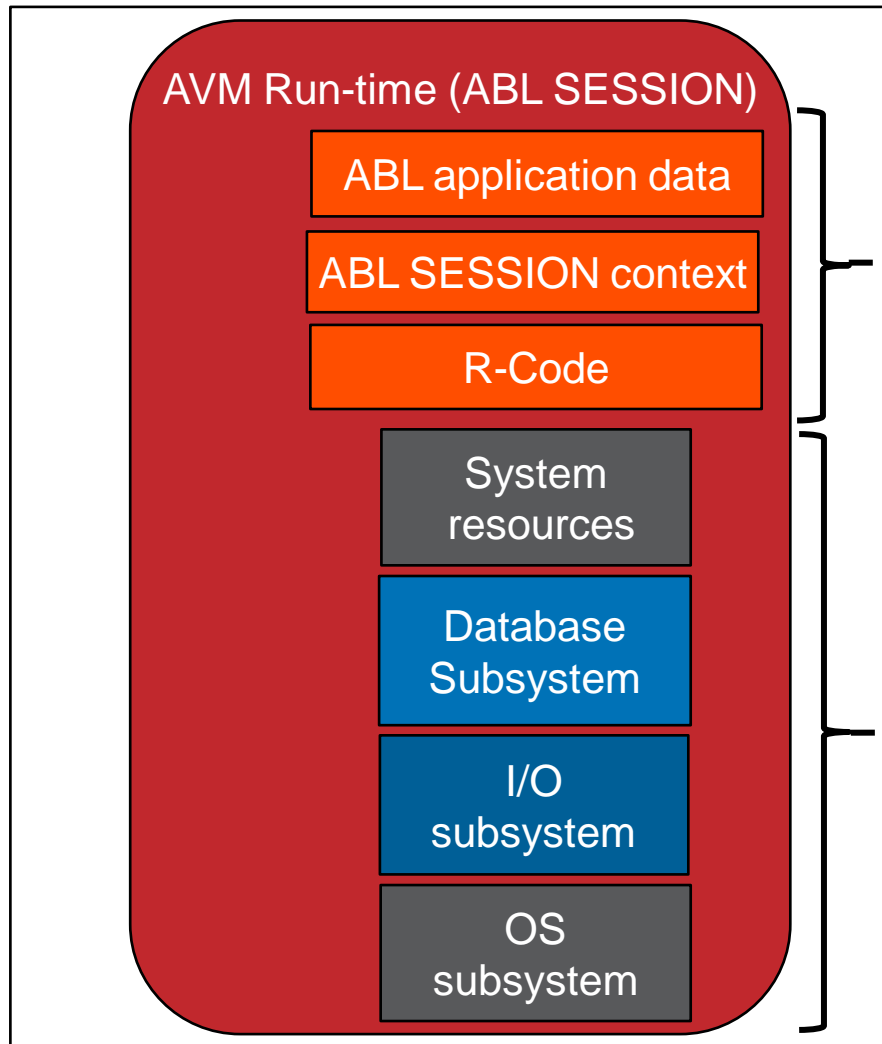 AVM Run-time (ABL SESSION)
ABL application data
ABL SESSION context
R-Code
System
resources
Database
Subsystem
I/O
subsystem
OS
subsystem